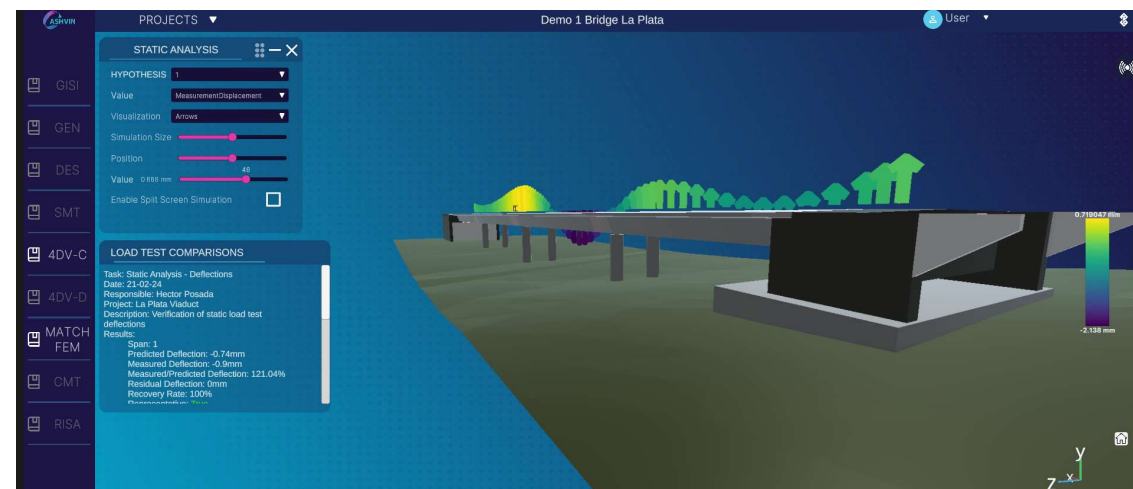 ASHVIN
PROJECTS
Demo 1 Bridge La Plata
User
GISI
GEN
DES
SMT
4DV-C
4DV-D
MATCH
FEM
CMT
RISA
STATIC ANALYSIS
HYPOTHESIS 1
Value MeasurementDisplacement
Visualization Arrows
Simulation Size
Position
48
Value mm
Enable Split Screen Simulation
LOAD TEST COMPARISONS
Task: Static Analysis - Deflections
Date: 21-02-24
Responsible: Hector Posada
Project: La Plata Viaduct
Description: Verification of static load test
deflections
Results:
Span: 1
Predicted Deflection: -0.74mm
Measured Deflection: -0.9mm
Measured/Predicted Deflection: 121.04%
Residual Deflection: 0mm
Recovery Rate: 100%
Representative: True
0.719047 mm
-2.138 mm
y
x
z